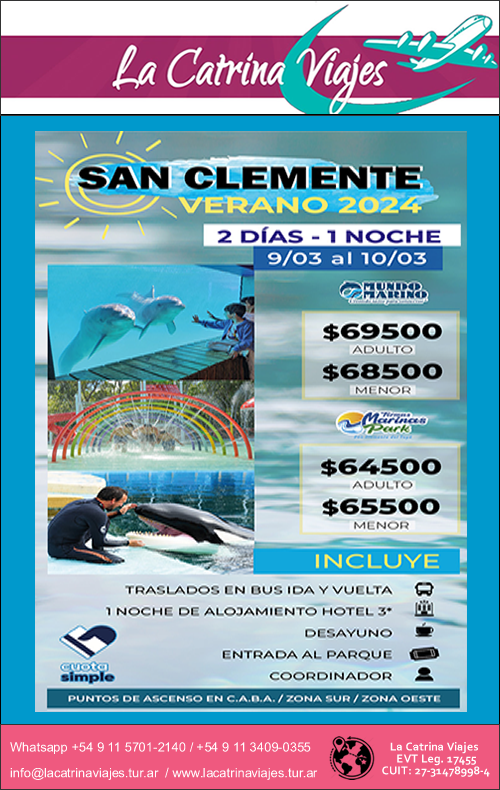 La Catrina Viajes
SAN CLEMENTE
VERANO 2024
2 DÍAS - 1 NOCHE
9/03 al 10/03
MUNDO
MARINO
$69500
ADULTO
$68500
MENOR
Termas
Marinas
Park
$64500
ADULTO
$65500
MENOR
INCLUYE
TRASLADOS EN BUS IDA Y VUELTA
1 NOCHE DE ALOJAMIENTO HOTEL 3*
DESAYUNO
ENTRADA AL PARQUE
COORDINADOR
cuota
simple
PUNTOS DE ASCENSO EN C.A.B.A. / ZONA SUR / ZONA OESTE
Whatsapp +54 9 11 5701-2140 / +54 9 11 3409-0355
info@lacatrinaviajes.tur.ar / www.lacatrinaviajes.tur.ar
La Catrina Viajes
EVT Leg. 17455
CUIT: 27-31478998-4